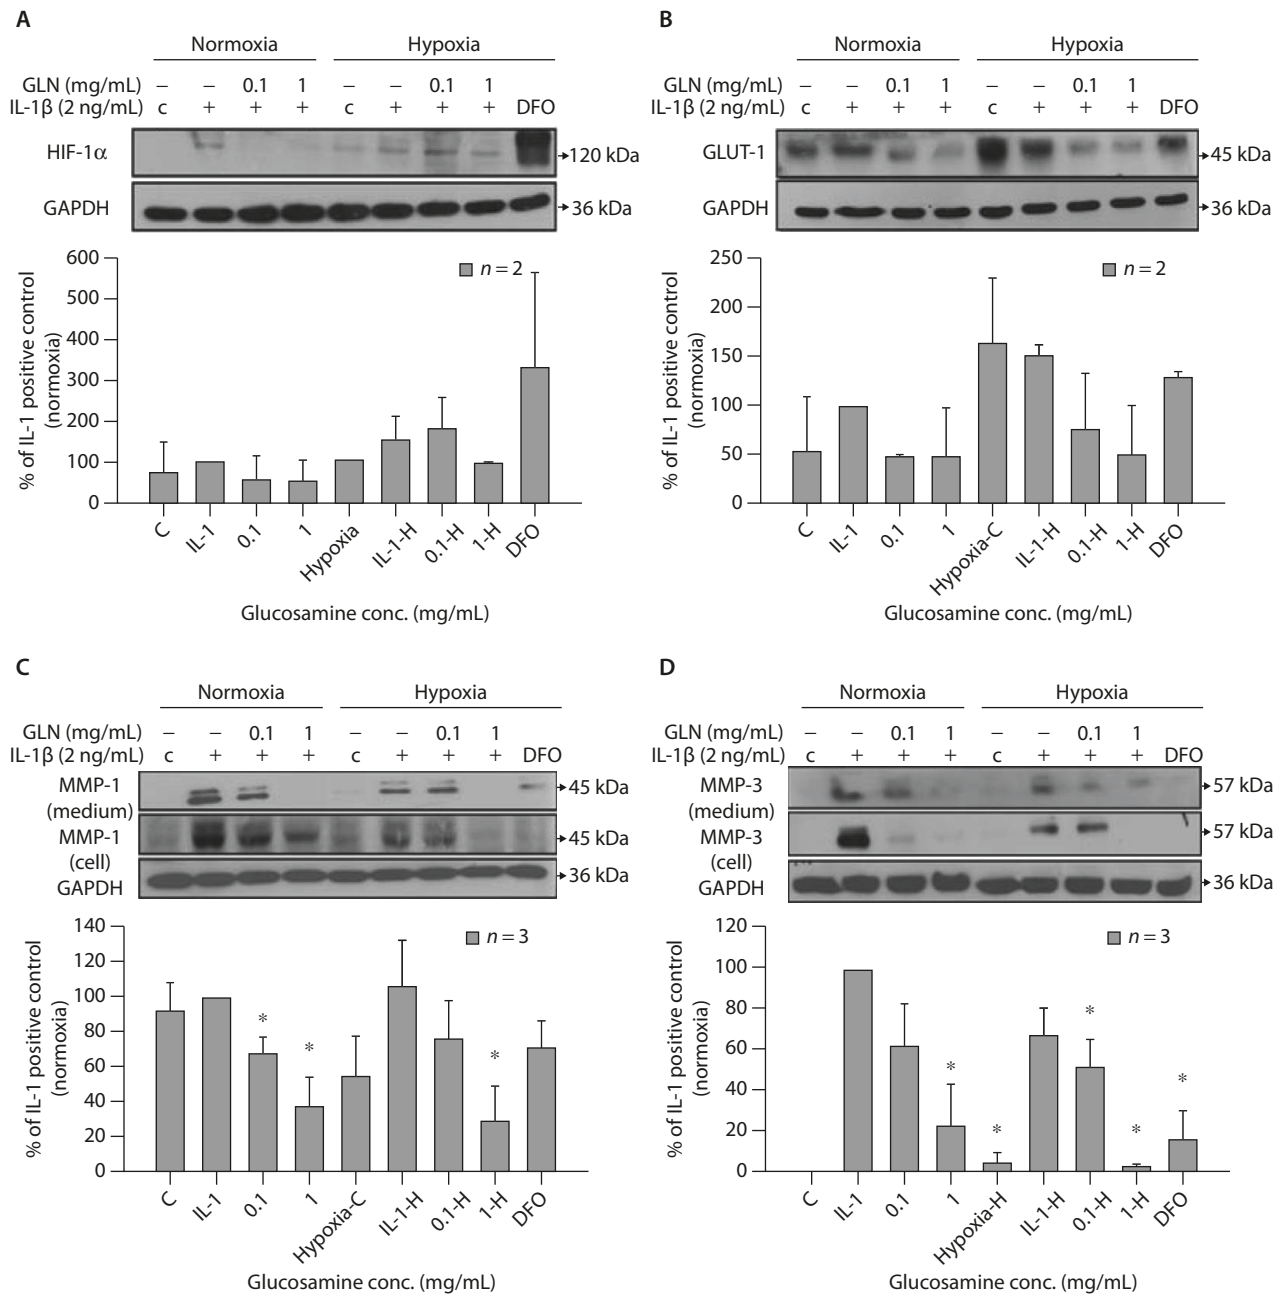 A
Normoxia Hypoxia
GLN (mg/mL) – – 0.1 1 – – 0.1 1
IL-1β (2 ng/mL) c + + + c + + + DFO
HIF-1α
120 kDa
GAPDH
36 kDa
600
500
400
300
200
100
0
% of IL-1 positive control
(normoxia)
n = 2
C IL-1 0.1 1 Hypoxia IL-1-H 0.1-H 1-H DFO
Glucosamine conc. (mg/mL)
B
Normoxia Hypoxia
GLN (mg/mL) – – 0.1 1 – – 0.1 1
IL-1β (2 ng/mL) c + + + c + + + DFO
GLUT-1
45 kDa
GAPDH
36 kDa
250
200
150
100
50
0
% of IL-1 positive control
(normoxia)
n = 2
C IL-1 0.1 1 Hypoxia-C IL-1-H 0.1-H 1-H DFO
Glucosamine conc. (mg/mL)
C
Normoxia Hypoxia
GLN (mg/mL) – – 0.1 1 – – 0.1 1
IL-1β (2 ng/mL) c + + + c + + + DFO
MMP-1
(medium)
45 kDa
MMP-1
(cell)
45 kDa
GAPDH
36 kDa
140
120
100
80
60
40
20
0
% of IL-1 positive control
(normoxia)
n = 3
* * *
C IL-1 0.1 1 Hypoxia-C IL-1-H 0.1-H 1-H DFO
Glucosamine conc. (mg/mL)
D
Normoxia Hypoxia
GLN (mg/mL) – – 0.1 1 – – 0.1 1
IL-1β (2 ng/mL) c + + + c + + + DFO
MMP-3
(medium)
57 kDa
MMP-3
(cell)
57 kDa
GAPDH
36 kDa
120
100
80
60
40
20
0
% of IL-1 positive control
(normoxia)
n = 3
* * * * *
C IL-1 0.1 1 Hypoxia-H IL-1-H 0.1-H 1-H DFO
Glucosamine conc. (mg/mL)